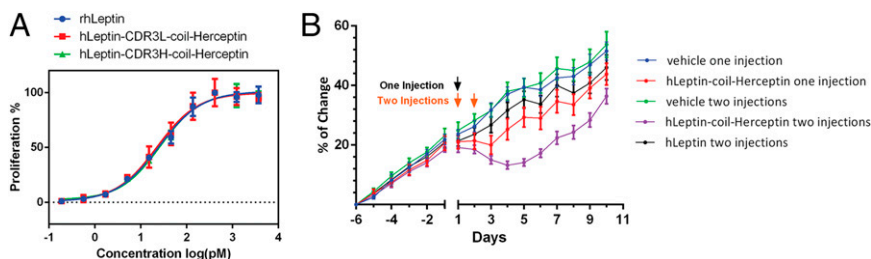 A
rhLeptin
hLeptin-CDR3L-coil-Herceptin
hLeptin-CDR3H-coil-Herceptin
Proliferation %
100
50
0
-1 0 1 2 3 4
Concentration log(pM)
B
% of Change
60
40
20
0
One Injection
Two Injections
-6 -4 -2 1 3 5 7 9 11
Days
vehicle one injection
hLeptin-coil-Herceptin one injection
vehicle two injections
hLeptin-coil-Herceptin two injections
hLeptin two injections